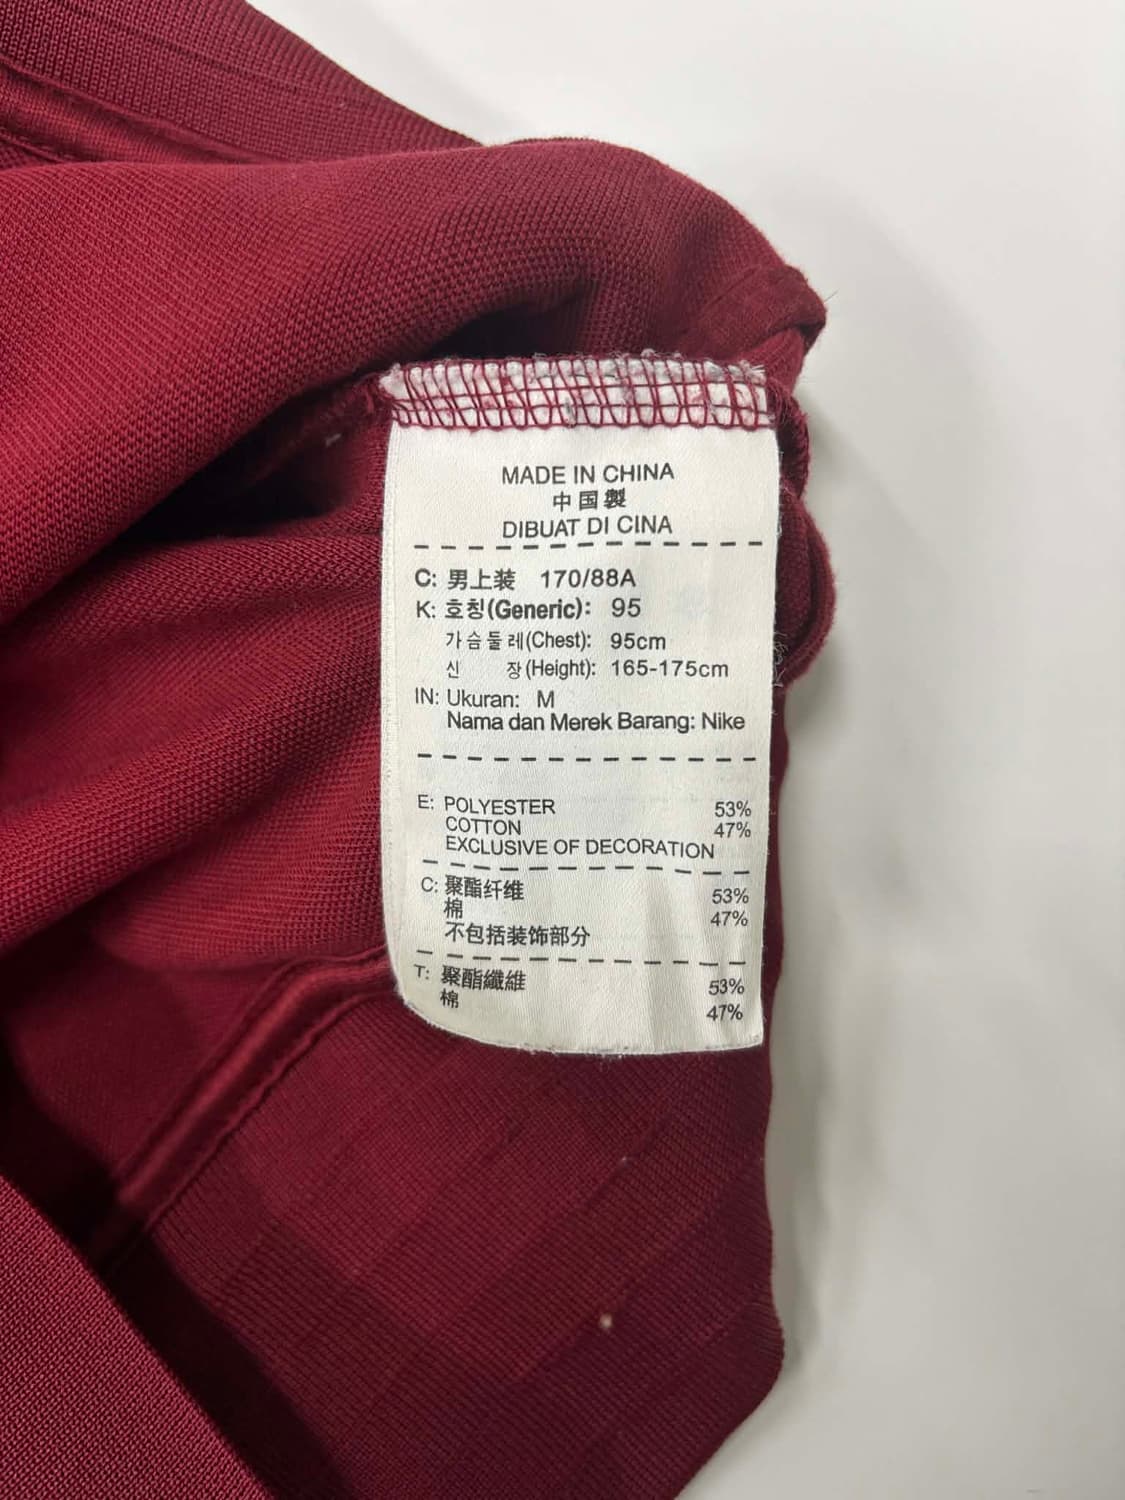 MADE IN CHINA
中国製
DIBUAT DI CINA
C: 男上装 170/88A
K: 호칭(Generic): 95
가슴둘레(Chest): 95cm
신 장(Height): 165-175cm
IN: Ukuran: M
Nama dan Merek Barang: Nike
E: POLYESTER 53%
COTTON 47%
EXCLUSIVE OF DECORATION
C: 聚酯纤维 53%
棉 47%
不包括装饰部分
T: 聚酯纖維 53%
棉 47%